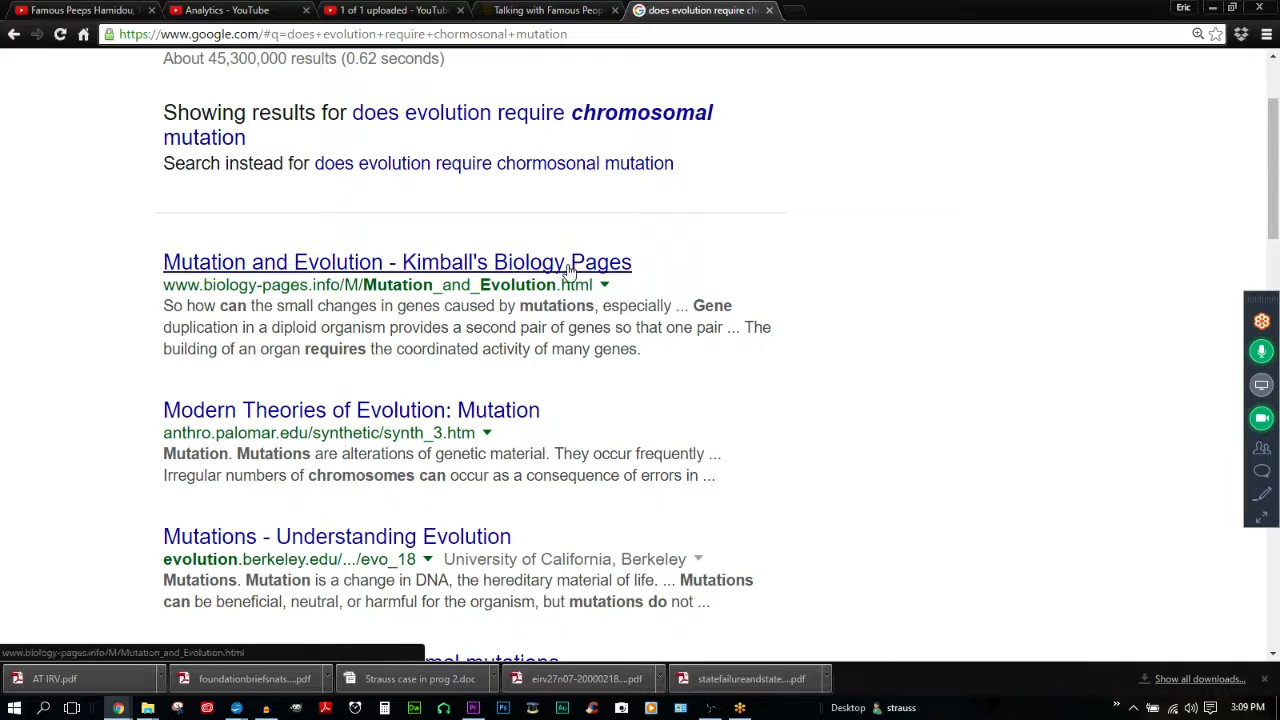 Famous Peeps Hamidou,
Analytics - YouTube
1 of 1 uploaded - YouTu
Talking with Famous Peop
does evolution require ch
Eric
https://www.google.com/#q=does+evolution+require+chormosonal+mutation
About 45,300,000 results (0.62 seconds)
Showing results for does evolution require chromosomal
mutation
Search instead for does evolution require chormosonal mutation
Mutation and Evolution - Kimball's Biology Pages
www.biology-pages.info/M/Mutation_and_Evolution.html
So how can the small changes in genes caused by mutations, especially ... Gene
duplication in a diploid organism provides a second pair of genes so that one pair ... The
building of an organ requires the coordinated activity of many genes.
Modern Theories of Evolution: Mutation
anthro.palomar.edu/synthetic/synth_3.htm
Mutation. Mutations are alterations of genetic material. They occur frequently ...
Irregular numbers of chromosomes can occur as a consequence of errors in ...
Mutations - Understanding Evolution
evolution.berkeley.edu/.../evo_18 University of California, Berkeley
Mutations. Mutation is a change in DNA, the hereditary material of life. ... Mutations
can be beneficial, neutral, or harmful for the organism, but mutations do not ...
www.biology-pages.info/M/Mutation_and_Evolution.html
mal mutations
AT IRV.pdf
foundationbriefsnats....pdf
Strauss case in prog 2.doc
eirv27n07-20000218....pdf
statefailureandstate....pdf
Show all downloads...
Dw
Pr
Ps
Au
Desktop
strauss
3:09 PM